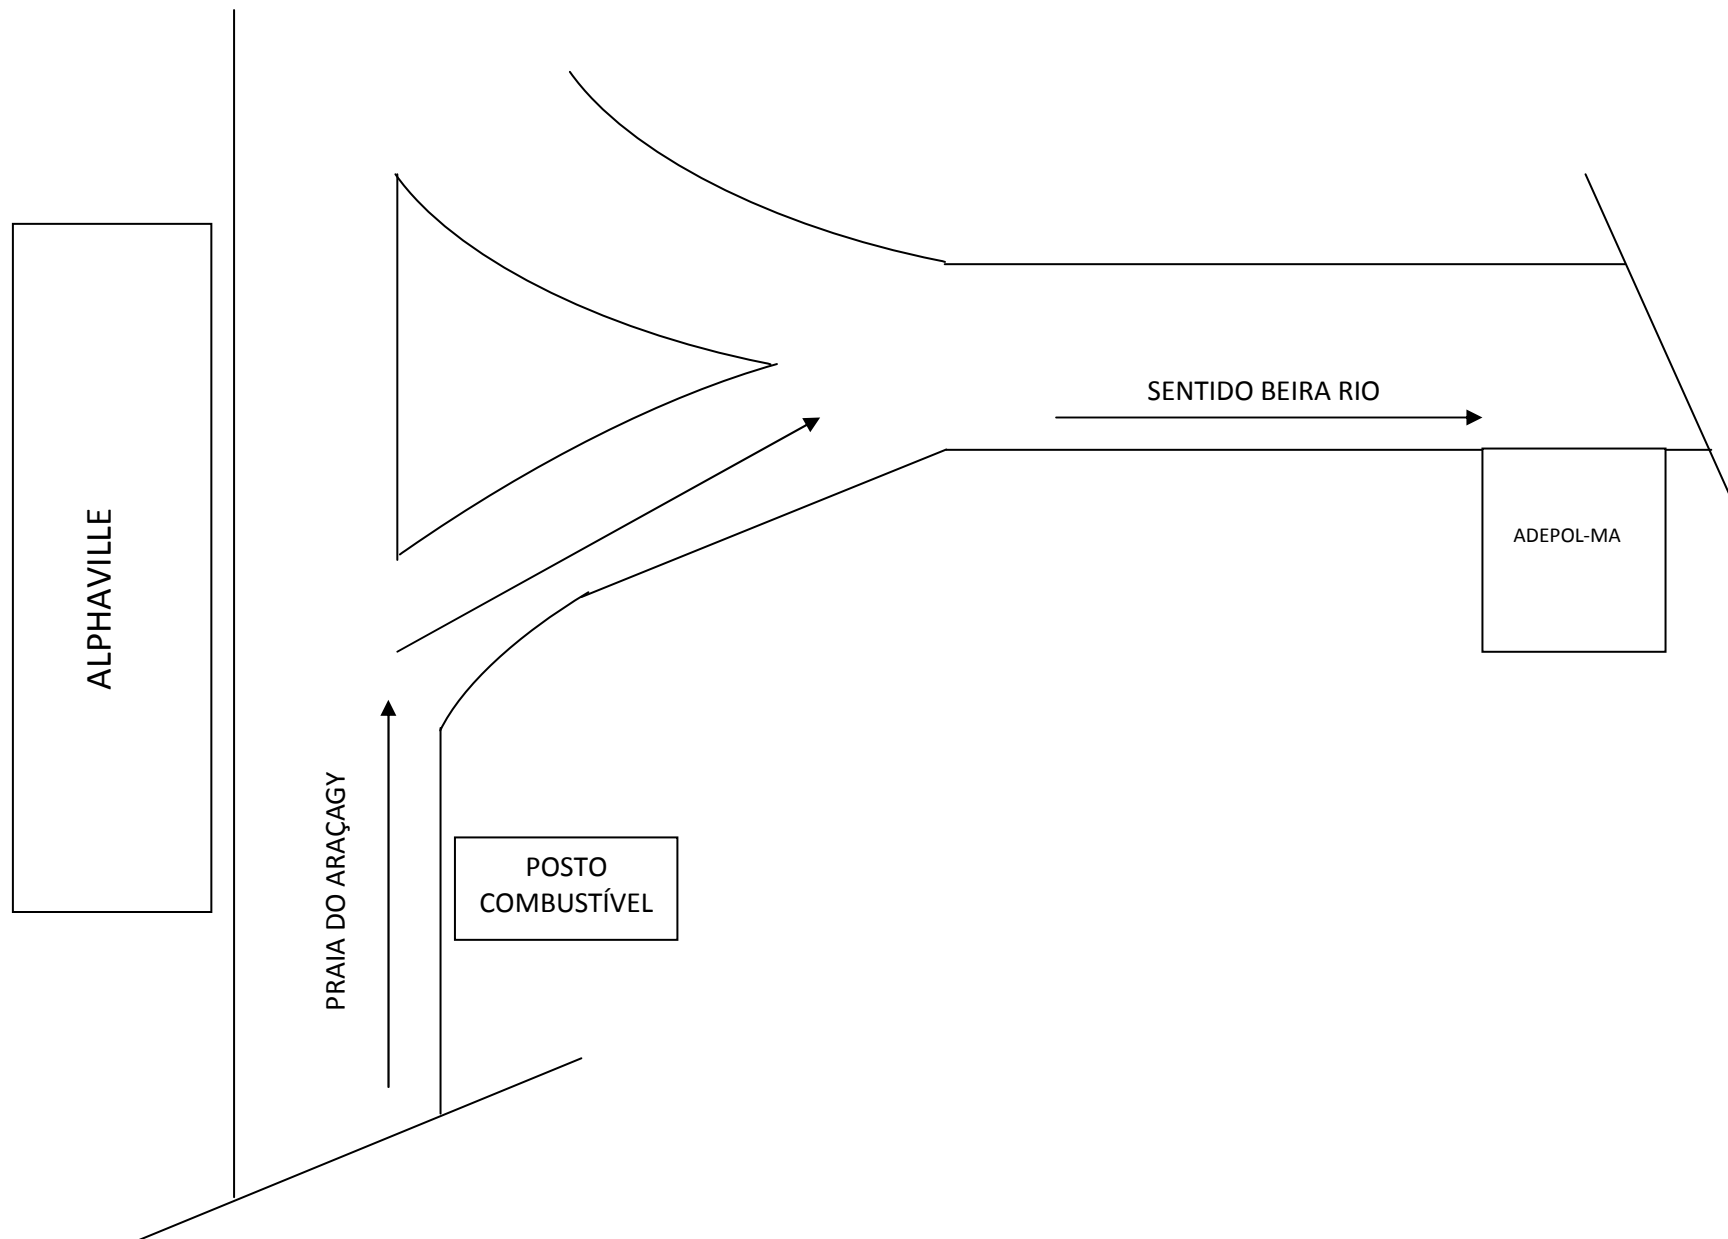 SENTIDO BEIRA RIO
ADEPOL-MA
ALPHAVILLE
PRAIA DO ARAÇAGY
POSTO
COMBUSTÍVEL